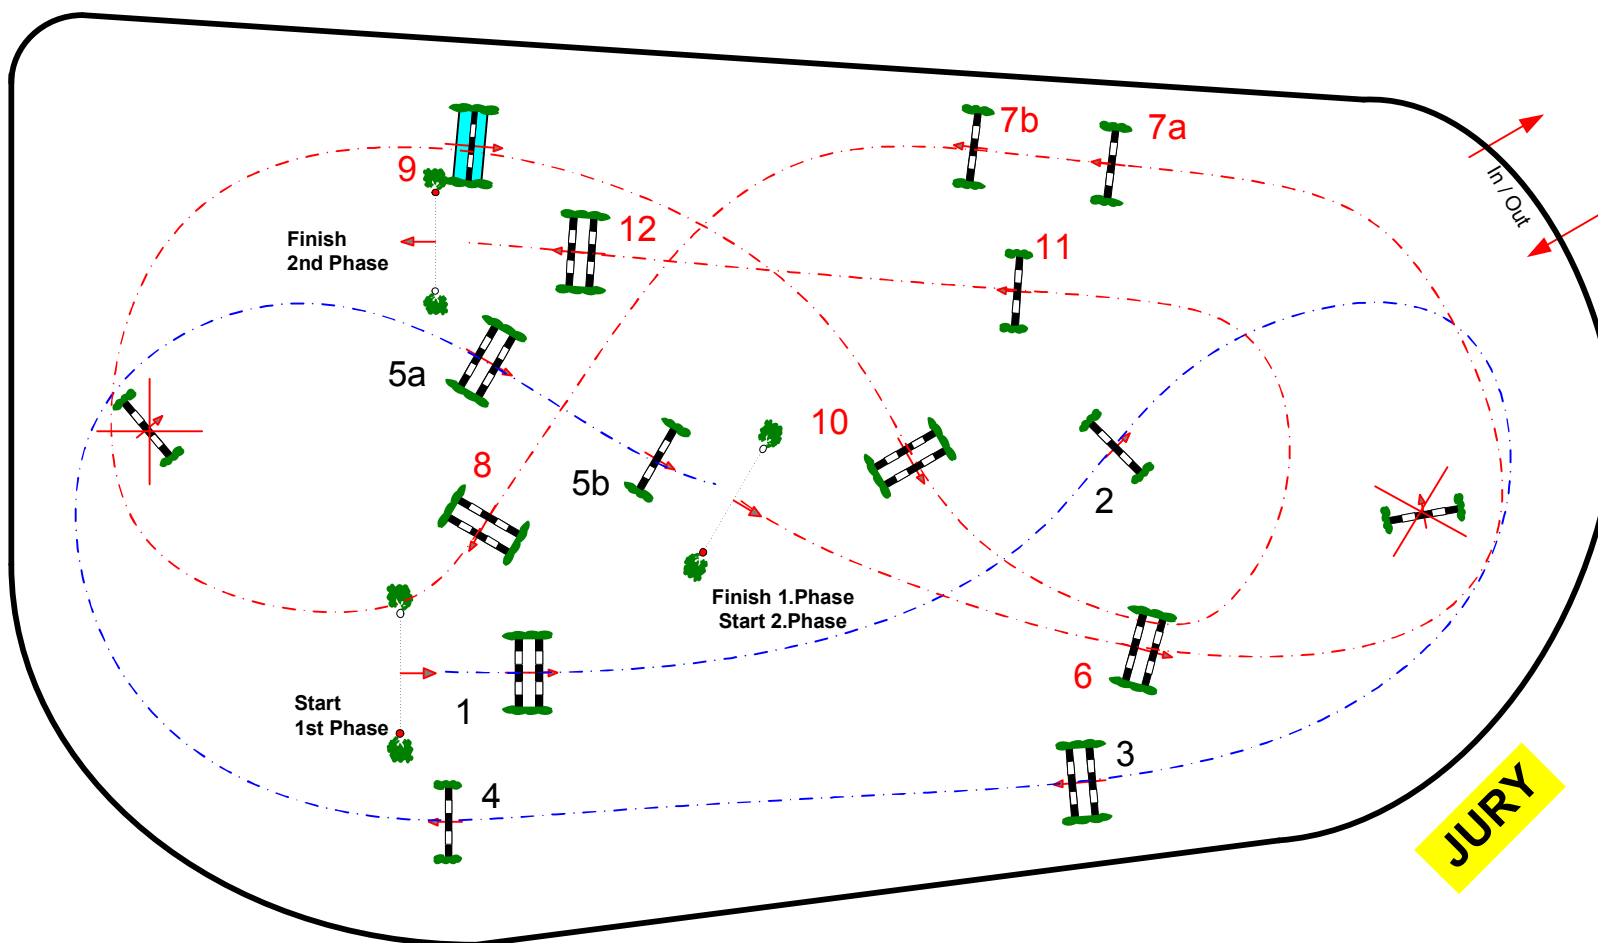 7b
7a
9
In / Out
12
Finish
2nd Phase
11
5a
10
8
5b
2
Finish 1.Phase
Start 2.Phase
6
Start
1st Phase
1
3
4
JURY